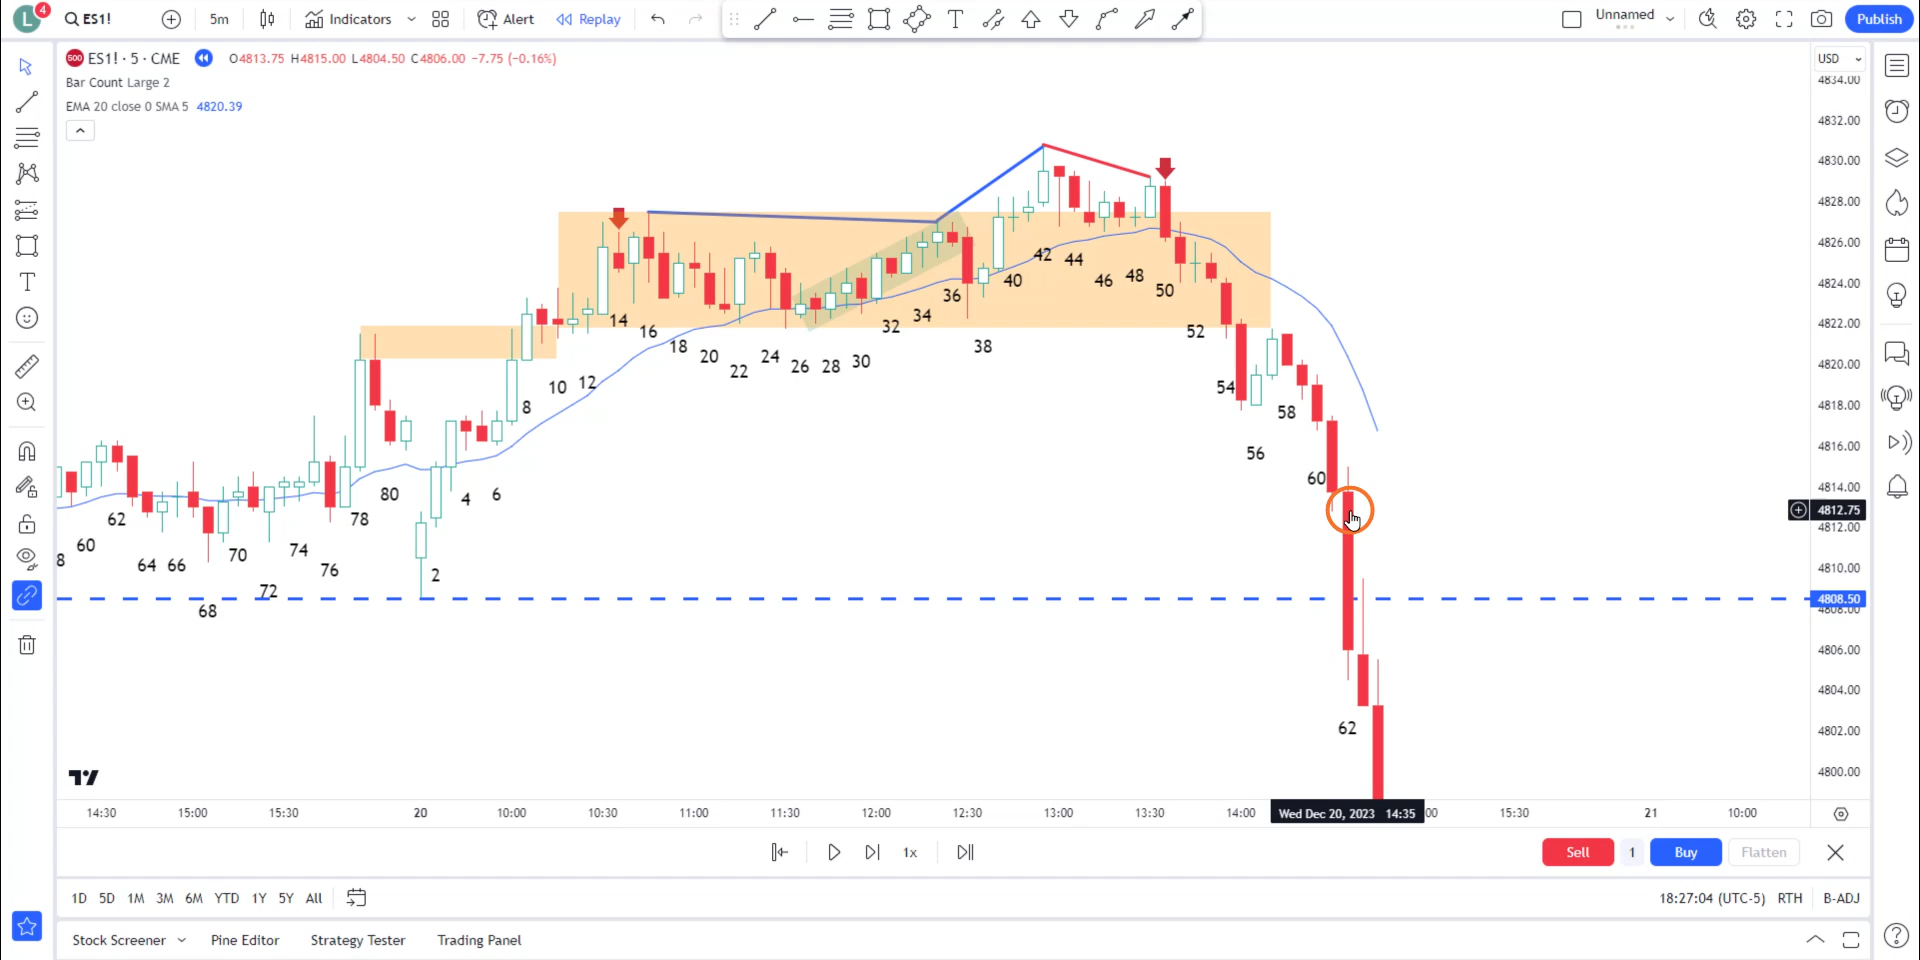 L 4 ES1! 5m Indicators Alert Replay Unnamed Publish
500 ES1! · 5 · CME O4813.75 H4815.00 L4804.50 C4806.00 −7.75 (−0.16%)
USD
Bar Count Large 2
EMA 20 close 0 SMA 5 4820.39
4834.00
4832.00
4830.00
4828.00
4826.00
4824.00
4822.00
4820.00
4818.00
4816.00
4814.00
4812.75
4812.00
4810.00
4808.50
4808.00
4806.00
4804.00
4802.00
4800.00
8 60 62 64 66 68 70 72 74 76 78 80
2 4 6 8 10 12 14 16 18 20 22 24 26 28 30 32 34 36 38 40 42 44 46 48 50 52 54 56 58 60 62
14:30 15:00 15:30 20 10:00 10:30 11:00 11:30 12:00 12:30 13:00 13:30 14:00 Wed Dec 20, 2023 14:35 00 15:30 21 10:00
1x Sell 1 Buy Flatten
1D 5D 1M 3M 6M YTD 1Y 5Y All 18:27:04 (UTC-5) RTH B-ADJ
Stock Screener Pine Editor Strategy Tester Trading Panel